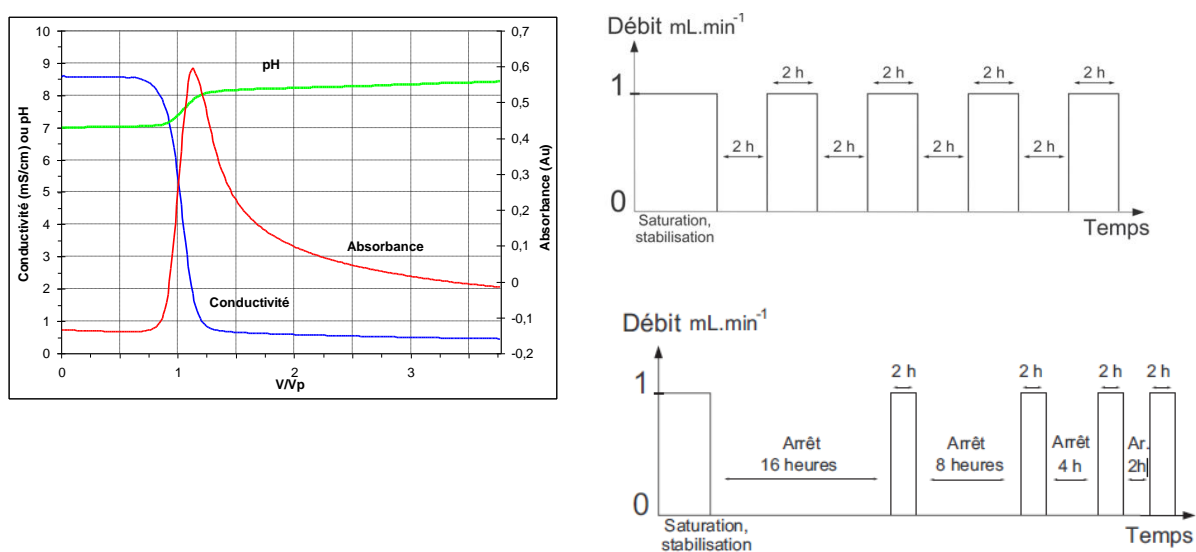 Conductivité (mS/cm) ou pH
10
9
8
7
6
5
4
3
2
1
0
pH
Absorbance
Conductivité
0,7
0,6
0,5
0,4
0,3
0,2
0,1
0
-0,1
-0,2
Absorbance (Au)
0 1 2 3
V/Vp
Débit mL.min-1
2 h 2 h 2 h 2 h
1
2 h 2 h 2 h 2 h
0
Saturation,
stabilisation
Temps
Débit mL.min-1
2 h 2 h 2 h 2 h
1
Arrêt Arrêt Arrêt Ar.
16 heures 8 heures 4 h 2h
0
Saturation,
stabilisation
Temps